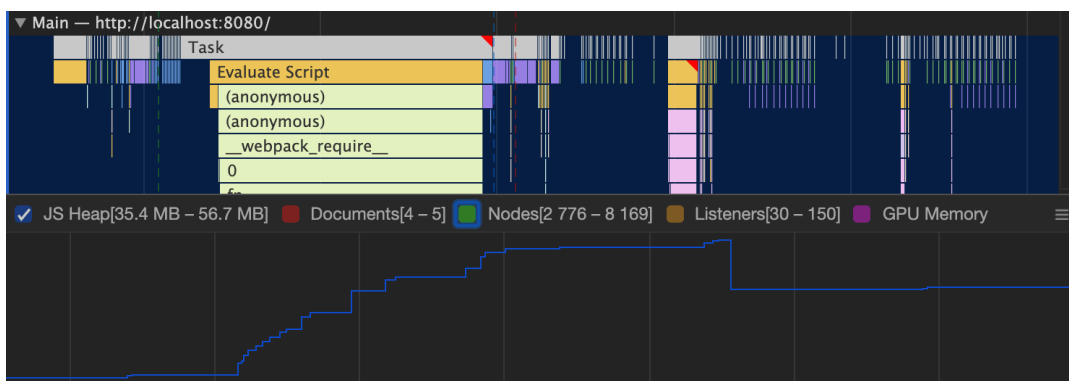 Main — http://localhost:8080/
Task
Evaluate Script
(anonymous)
(anonymous)
__webpack_require__
0
JS Heap[35.4 MB – 56.7 MB] Documents[4 – 5] Nodes[2 776 – 8 169] Listeners[30 – 150] GPU Memory